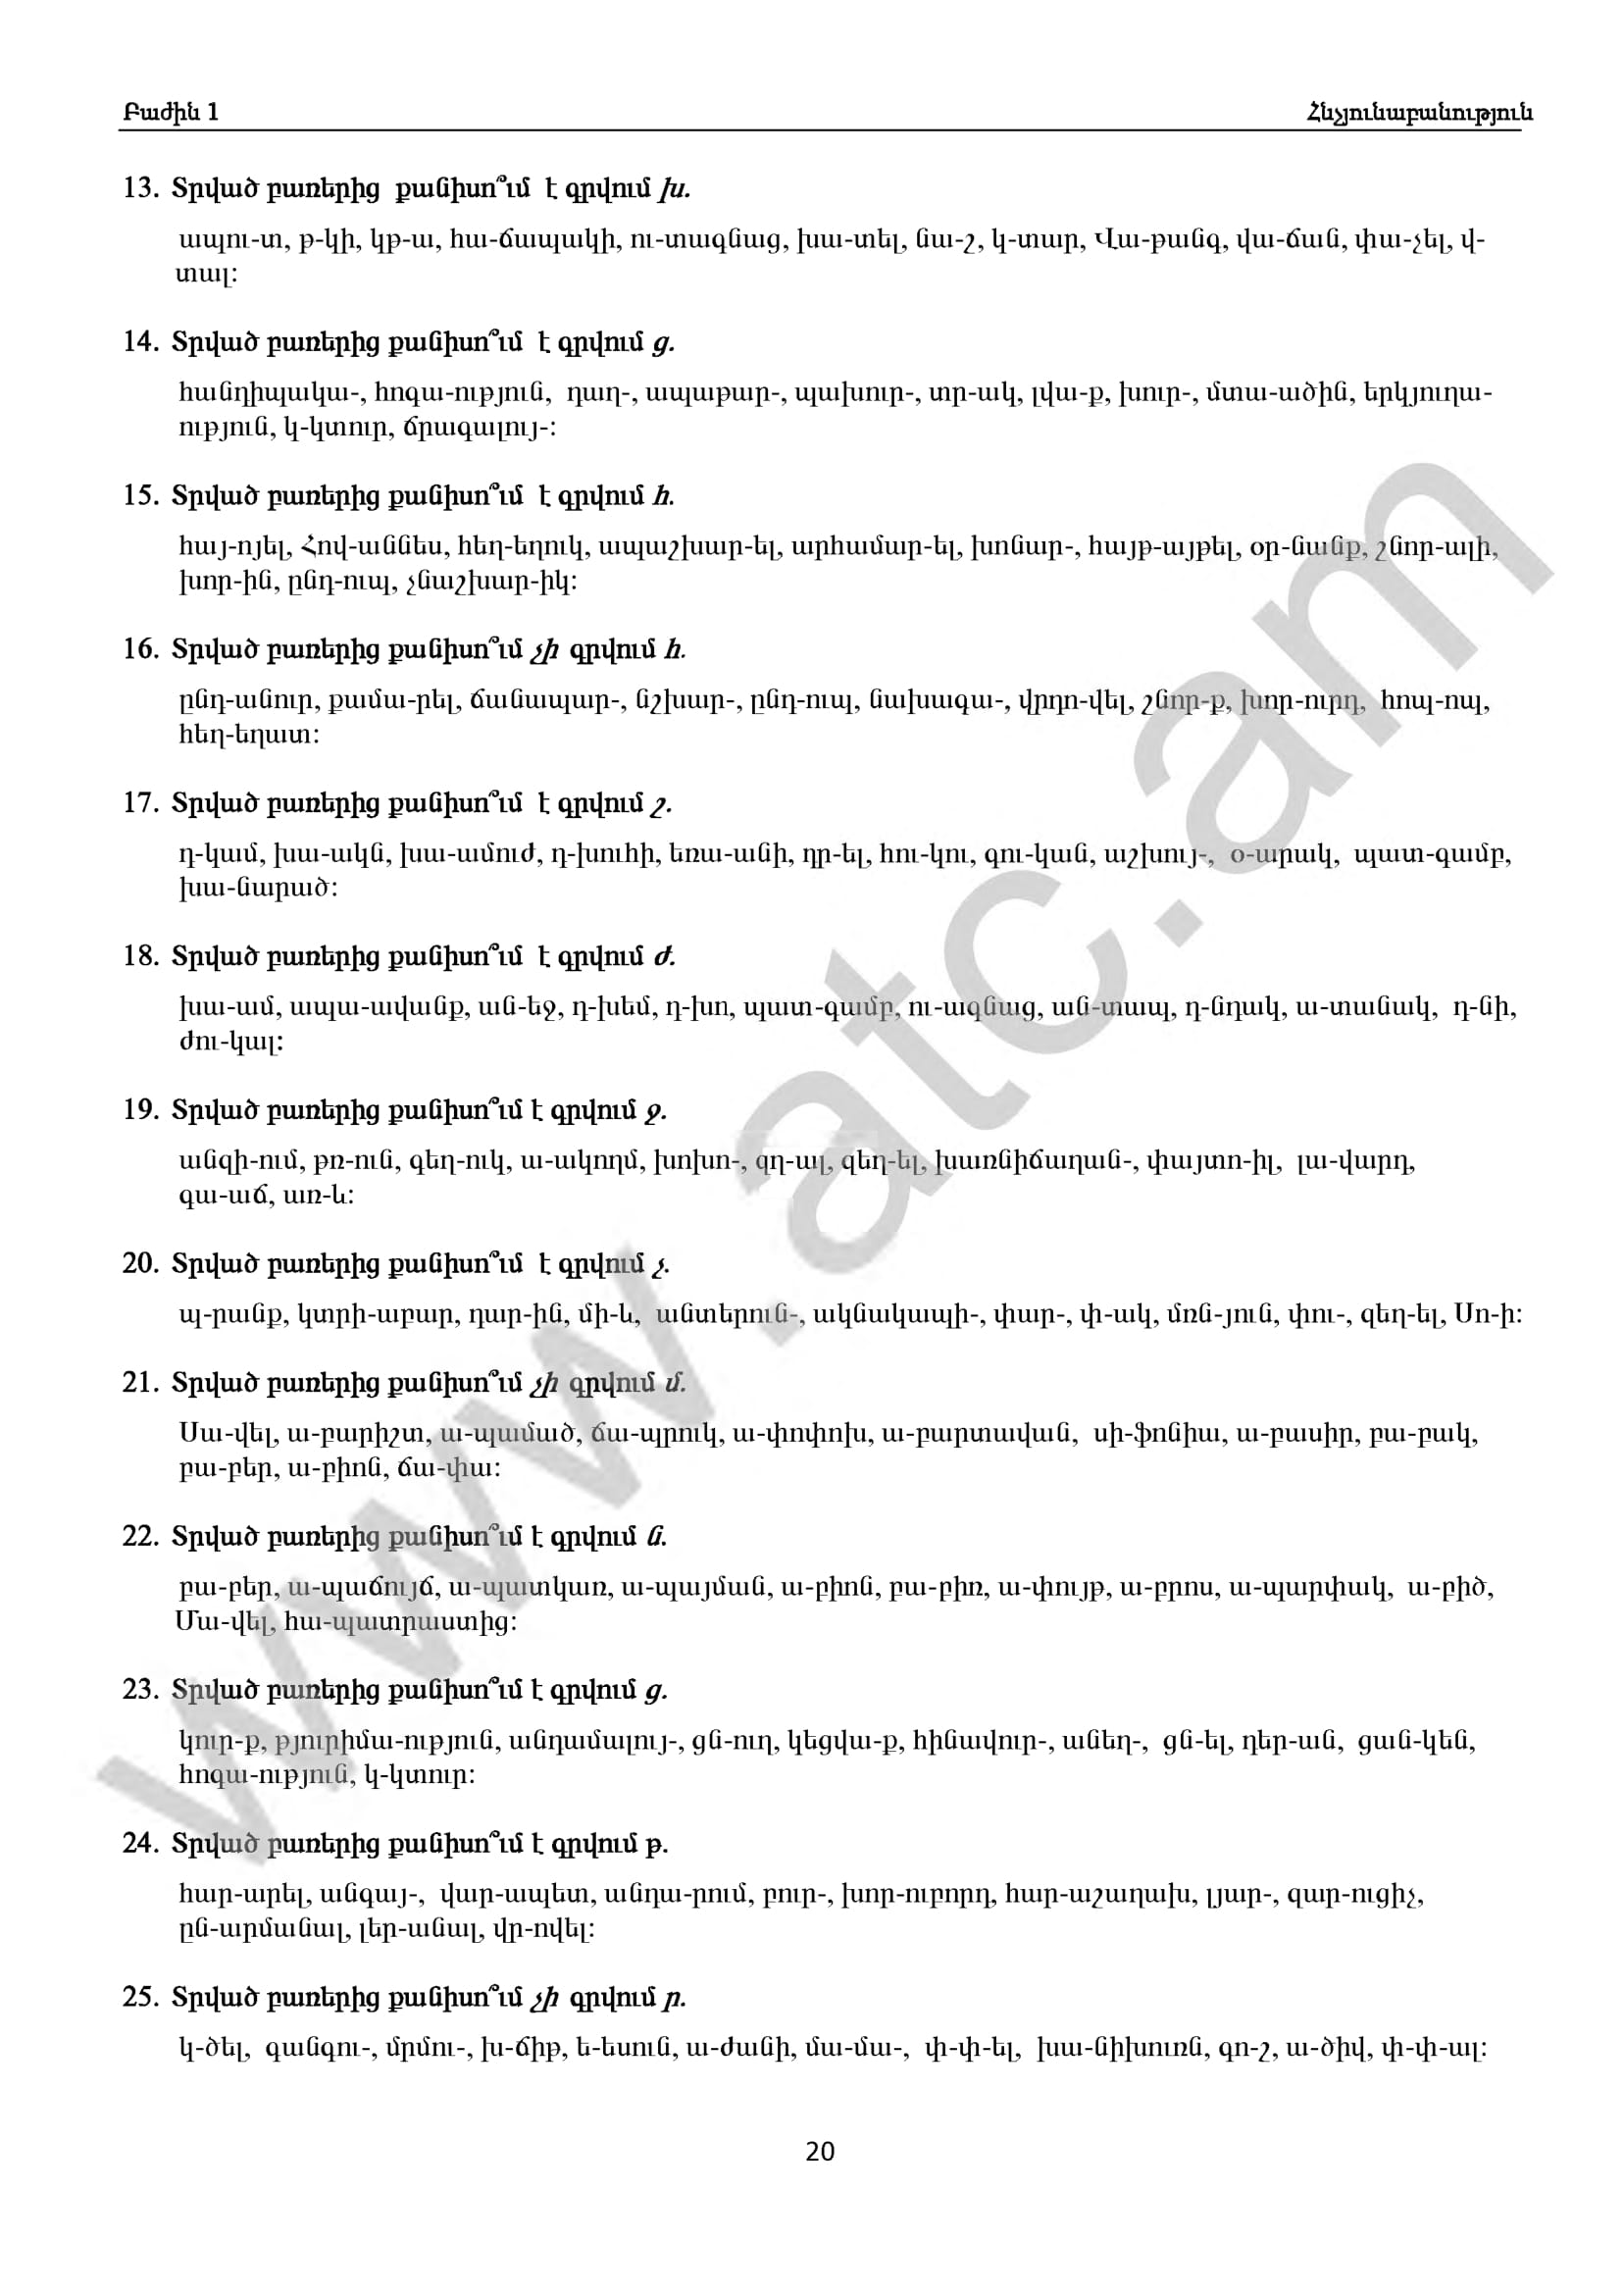 Բաժին 1 Հնչյունաբանություն
13. Տրված բառերից քանիսո՞ւմ է գրվում խ.
ապու-տ, թ-կի, կթ-ա, հա-ճապակի, ու-տագնաց, խա-տել, նա-շ, կ-տար, Վա-թանգ, վա-ճան, փա-չել, վ-
տալ:
14. Տրված բառերից քանիսո՞ւմ է գրվում ց.
հանդիպակա-, հոգա-ություն, դաղ-, ապաքար-, պախուր-, տր-ակ, լվա-ք, խուր-, մտա-ածին, երկյուղա-
ություն, կ-կտուր, ճրագալույ-:
15. Տրված բառերից քանիսո՞ւմ է գրվում հ.
հայ-ոյել, Հով-աննես, հեղ-եղուկ, ապաշխար-ել, արհամար-ել, խոնար-, հայթ-այթել, օր-նանք, շնոր-ալի,
խոր-ին, ընդ-ուպ, չնաշխար-իկ:
16. Տրված բառերից քանիսո՞ւմ չի գրվում հ.
ընդ-անուր, քամա-րել, ճանապար-, նշխար-, ընդ-ուպ, նախագա-, վրդո-վել, շնոր-ք, խոր-ուրդ, հոպ-ոպ,
հեղ-եղատ:
17. Տրված բառերից քանիսո՞ւմ է գրվում շ.
դ-կամ, խա-ակն, խա-ամուժ, դ-խուհի, եռա-անի, դր-ել, հու-կու, գու-կան, աշխույ-, օ-արակ, պատ-գամբ,
խա-նարած:
18. Տրված բառերից քանիսո՞ւմ է գրվում ժ.
խա-ամ, ապա-ավանք, ան-եջ, դ-խեմ, դ-խո, պատ-գամբ, ու-ագնաց, ան-տապ, դ-նդակ, ա-տանակ, դ-նի,
ժու-կալ:
19. Տրված բառերից քանիսո՞ւմ է գրվում ջ.
անզի-ում, թռ-ուն, գեղ-ուկ, ա-ակողմ, խոխո-, զղ-ալ, զեղ-ել, խառնիճաղան-, փայտո-իլ, լա-վարդ,
գա-աճ, առ-և:
20. Տրված բառերից քանիսո՞ւմ է գրվում չ.
պ-րանք, կտրի-աբար, դար-ին, մի-և, անտերուն-, ակնակապի-, փար-, փ-ակ, մռն-յուն, փու-, զեղ-ել, Սո-ի:
21. Տրված բառերից քանիսո՞ւմ չի գրվում մ.
Սա-վել, ա-բարիշտ, ա-պամած, ճա-պրուկ, ա-փոփոխ, ա-բարտավան, սի-ֆոնիա, ա-բասիր, բա-բակ,
բա-բեր, ա-բիոն, ճա-փա:
22. Տրված բառերից քանիսո՞ւմ է գրվում ն.
բա-բեր, ա-պաճույճ, ա-պատկառ, ա-պայման, ա-բիոն, բա-բիռ, ա-փույթ, ա-բրոս, ա-պարփակ, ա-բիծ,
Մա-վել, հա-պատրաստից:
23. Տրված բառերից քանիսո՞ւմ է գրվում ց.
կուր-ք, թյուրիմա-ություն, անդամալույ-, ցն-ուղ, կեցվա-ք, հինավուր-, աներ-, ցն-ել, դեր-ան, ցան-կեն,
հոգա-ություն, կ-կտուր:
24. Տրված բառերից քանիսո՞ւմ է գրվում թ.
հար-արել, անգայ-, վար-ապետ, անդա-րում, բուր-, խոր-ուբորդ, հար-աշաղախ, լյար-, զար-ուցիչ,
ըն-արմանալ, լեր-անալ, վր-ովել:
25. Տրված բառերից քանիսո՞ւմ չի գրվում ր.
կ-ծել, գանգու-, մրմու-, խ-ճիթ, ե-եսուն, ա-ժանի, մա-մա-, փ-փ-ել, խա-նիխուռն, գո-շ, ա-ծիվ, փ-փ-ալ:
20
www.atc.am